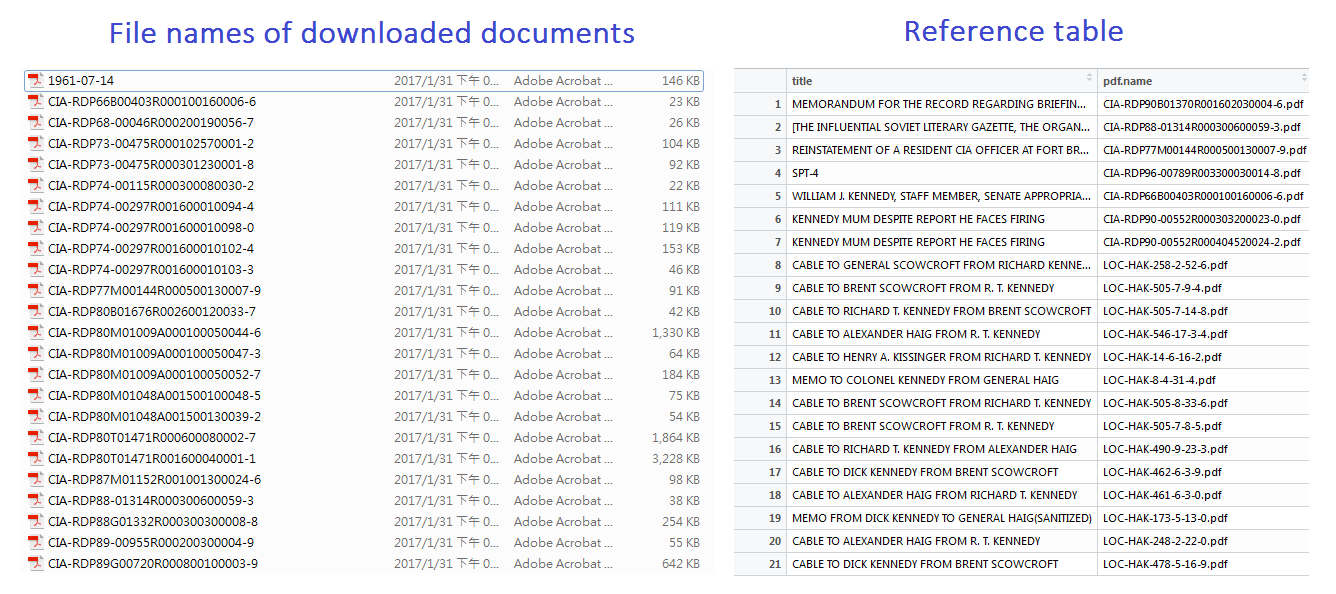 File names of downloaded documents
1961-07-14 2017/1/31 下午 0... Adobe Acrobat ... 146 KB
CIA-RDP66B00403R000100160006-6 2017/1/31 下午 0... Adobe Acrobat ... 23 KB
CIA-RDP68-00046R000200190056-7 2017/1/31 下午 0... Adobe Acrobat ... 26 KB
CIA-RDP73-00475R000102570001-2 2017/1/31 下午 0... Adobe Acrobat ... 104 KB
CIA-RDP73-00475R000301230001-8 2017/1/31 下午 0... Adobe Acrobat ... 92 KB
CIA-RDP74-00115R000300080030-2 2017/1/31 下午 0... Adobe Acrobat ... 22 KB
CIA-RDP74-00297R001600010094-4 2017/1/31 下午 0... Adobe Acrobat ... 111 KB
CIA-RDP74-00297R001600010098-0 2017/1/31 下午 0... Adobe Acrobat ... 119 KB
CIA-RDP74-00297R001600010102-4 2017/1/31 下午 0... Adobe Acrobat ... 153 KB
CIA-RDP74-00297R001600010103-3 2017/1/31 下午 0... Adobe Acrobat ... 46 KB
CIA-RDP77M00144R000500130007-9 2017/1/31 下午 0... Adobe Acrobat ... 91 KB
CIA-RDP80B01676R002600120033-7 2017/1/31 下午 0... Adobe Acrobat ... 42 KB
CIA-RDP80M01009A000100050044-6 2017/1/31 下午 0... Adobe Acrobat ... 1,330 KB
CIA-RDP80M01009A000100050047-3 2017/1/31 下午 0... Adobe Acrobat ... 64 KB
CIA-RDP80M01009A000100050052-7 2017/1/31 下午 0... Adobe Acrobat ... 184 KB
CIA-RDP80M01048A001500100048-5 2017/1/31 下午 0... Adobe Acrobat ... 75 KB
CIA-RDP80M01048A001500130039-2 2017/1/31 下午 0... Adobe Acrobat ... 54 KB
CIA-RDP80T01471R000600080002-7 2017/1/31 下午 0... Adobe Acrobat ... 1,864 KB
CIA-RDP80T01471R001600040001-1 2017/1/31 下午 0... Adobe Acrobat ... 3,228 KB
CIA-RDP87M01152R001001300024-6 2017/1/31 下午 0... Adobe Acrobat ... 98 KB
CIA-RDP88-01314R000300600059-3 2017/1/31 下午 0... Adobe Acrobat ... 38 KB
CIA-RDP88G01332R000300300008-8 2017/1/31 下午 0... Adobe Acrobat ... 254 KB
CIA-RDP89-00955R000200300004-9 2017/1/31 下午 0... Adobe Acrobat ... 55 KB
CIA-RDP89G00720R000800100003-9 2017/1/31 下午 0... Adobe Acrobat ... 642 KB
Reference table
title pdf.name
1 MEMORANDUM FOR THE RECORD REGARDING BRIEFIN... CIA-RDP90B01370R001602030004-6.pdf
2 [THE INFLUENTIAL SOVIET LITERARY GAZETTE, THE ORGAN... CIA-RDP88-01314R000300600059-3.pdf
3 REINSTATEMENT OF A RESIDENT CIA OFFICER AT FORT BR... CIA-RDP77M00144R000500130007-9.pdf
4 SPT-4 CIA-RDP96-00789R003300030014-8.pdf
5 WILLIAM J. KENNEDY, STAFF MEMBER, SENATE APPROPRIA... CIA-RDP66B00403R000100160006-6.pdf
6 KENNEDY MUM DESPITE REPORT HE FACES FIRING CIA-RDP90-00552R000303200023-0.pdf
7 KENNEDY MUM DESPITE REPORT HE FACES FIRING CIA-RDP90-00552R000404520024-2.pdf
8 CABLE TO GENERAL SCOWCROFT FROM RICHARD KENNE... LOC-HAK-258-2-52-6.pdf
9 CABLE TO BRENT SCOWCROFT FROM R. T. KENNEDY LOC-HAK-505-7-9-4.pdf
10 CABLE TO RICHARD T. KENNEDY FROM BRENT SCOWCROFT LOC-HAK-505-7-14-8.pdf
11 CABLE TO ALEXANDER HAIG FROM R. T. KENNEDY LOC-HAK-546-17-3-4.pdf
12 CABLE TO HENRY A. KISSINGER FROM RICHARD T. KENNEDY LOC-HAK-14-6-16-2.pdf
13 MEMO TO COLONEL KENNEDY FROM GENERAL HAIG LOC-HAK-8-4-31-4.pdf
14 CABLE TO BRENT SCOWCROFT FROM RICHARD T. KENNEDY LOC-HAK-505-8-33-6.pdf
15 CABLE TO BRENT SCOWCROFT FROM R. T. KENNEDY LOC-HAK-505-7-8-5.pdf
16 CABLE TO RICHARD T. KENNEDY FROM ALEXANDER HAIG LOC-HAK-490-9-23-3.pdf
17 CABLE TO DICK KENNEDY FROM BRENT SCOWCROFT LOC-HAK-462-6-3-9.pdf
18 CABLE TO ALEXANDER HAIG FROM RICHARD T. KENNEDY LOC-HAK-461-6-3-0.pdf
19 MEMO FROM DICK KENNEDY TO GENERAL HAIG(SANITIZED) LOC-HAK-173-5-13-0.pdf
20 CABLE TO ALEXANDER HAIG FROM R. T. KENNEDY LOC-HAK-248-2-22-0.pdf
21 CABLE TO DICK KENNEDY FROM BRENT SCOWCROFT LOC-HAK-478-5-16-9.pdf